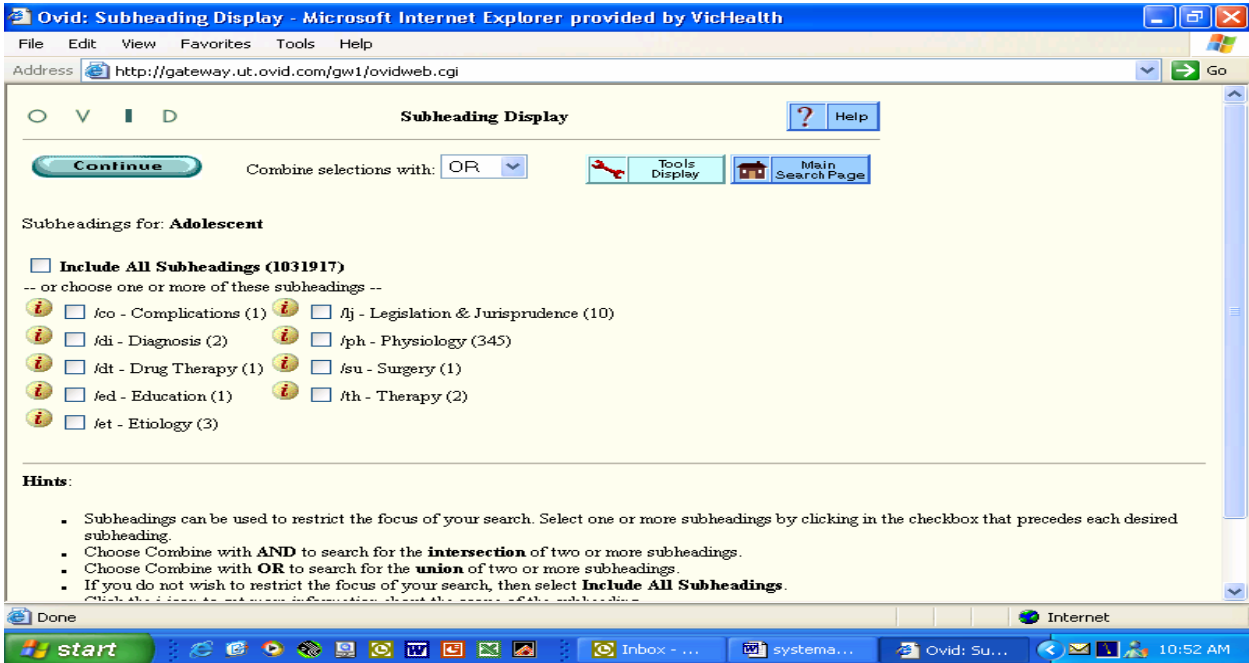 Ovid: Subheading Display - Microsoft Internet Explorer provided by VicHealth
File Edit View Favorites Tools Help
Address http://gateway.ut.ovid.com/gw1/ovidweb.cgi Go
O V I D Subheading Display ? Help
Continue Combine selections with: OR Tools Display Main Search Page
Subheadings for: Adolescent
Include All Subheadings (1031917)
-- or choose one or more of these subheadings --
i /co - Complications (1) i /lj - Legislation & Jurisprudence (10)
i /di - Diagnosis (2) i /ph - Physiology (345)
i /dt - Drug Therapy (1) i /su - Surgery (1)
i /ed - Education (1) i /th - Therapy (2)
i /et - Etiology (3)
Hints:
Subheadings can be used to restrict the focus of your search. Select one or more subheadings by clicking in the checkbox that precedes each desired
subheading.
Choose Combine with AND to search for the intersection of two or more subheadings.
Choose Combine with OR to search for the union of two or more subheadings.
If you do not wish to restrict the focus of your search, then select Include All Subheadings.
Done Internet
start Inbox - ... systema... Ovid: Su... 10:52 AM